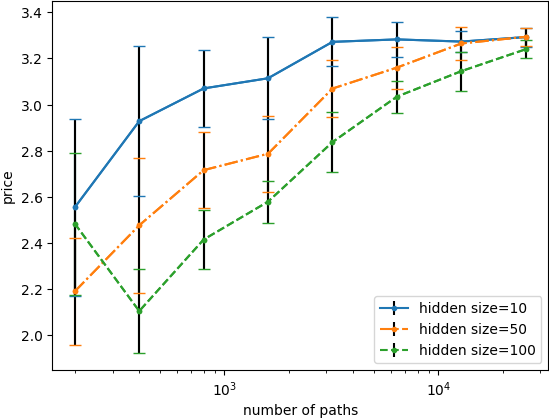 3.4
3.2
3.0
2.8
2.6
2.4
2.2
2.0
price
10³
10⁴
number of paths
hidden size=10
hidden size=50
hidden size=100